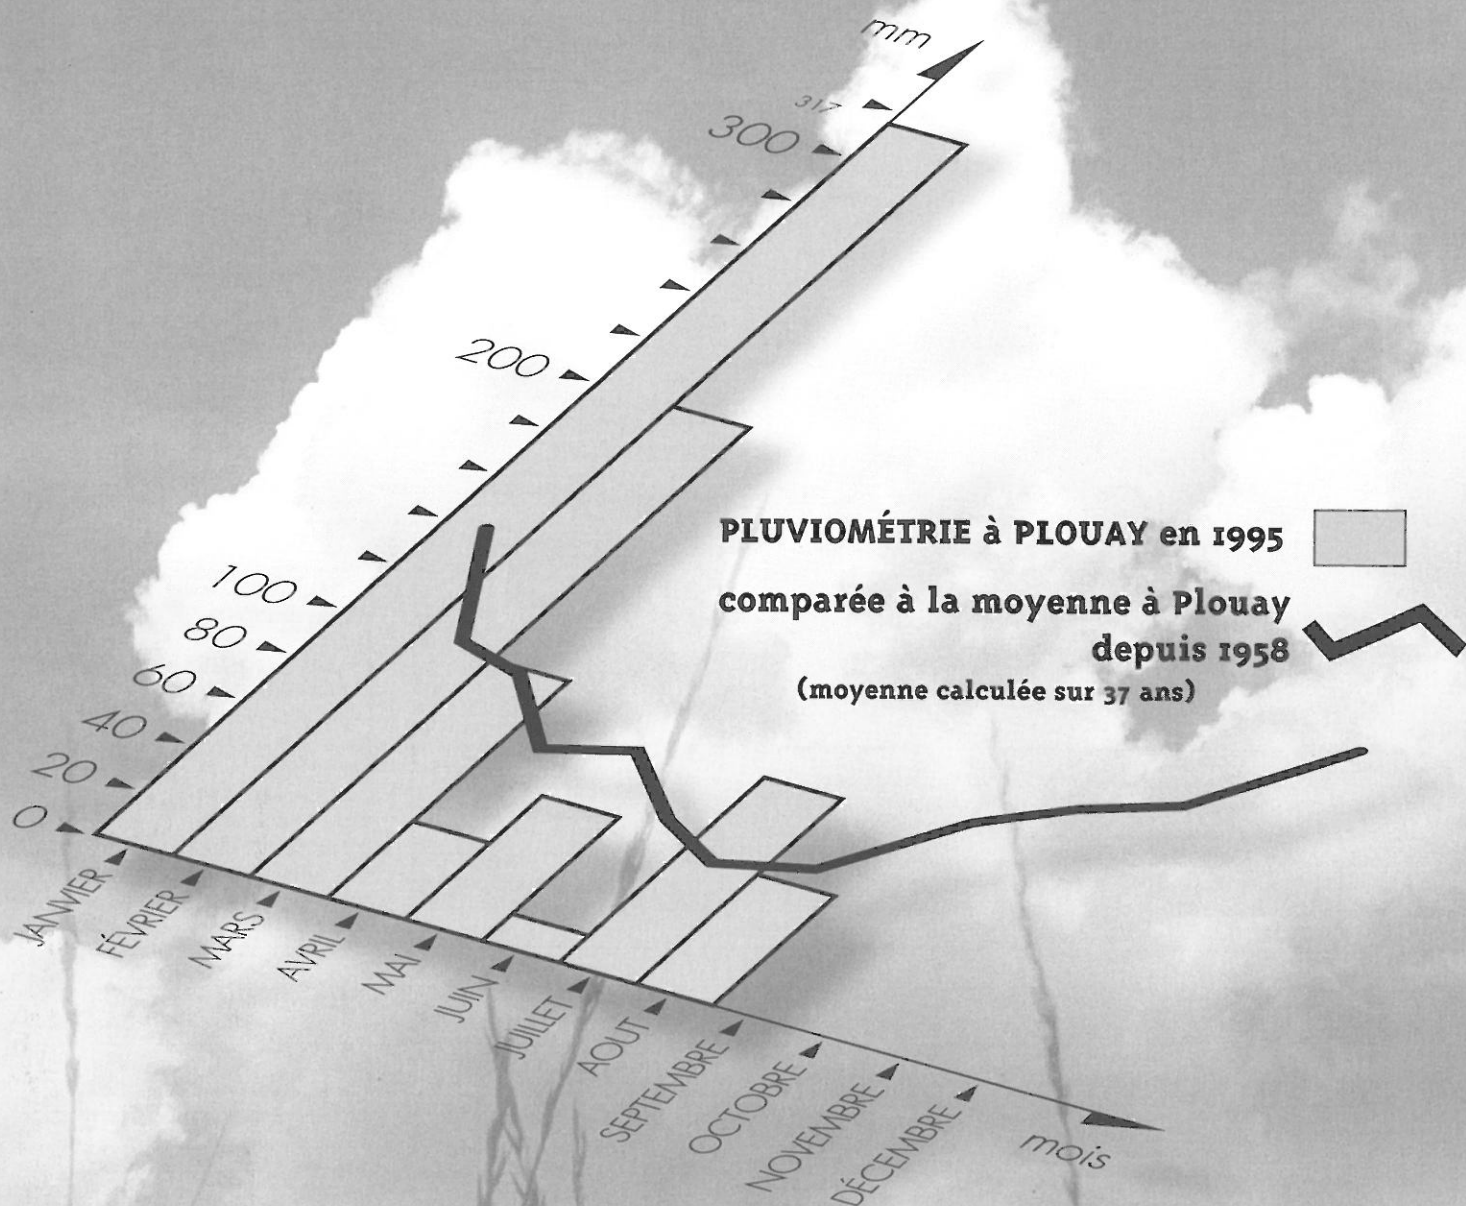 mm
317
300
200
100
80
60
40
20
0
PLUVIOMÉTRIE à PLOUAY en 1995
comparée à la moyenne à Plouay
depuis 1958
(moyenne calculée sur 37 ans)
JANVIER
FÉVRIER
MARS
AVRIL
MAI
JUIN
JUILLET
AOUT
SEPTEMBRE
OCTOBRE
NOVEMBRE
DÉCEMBRE
mois